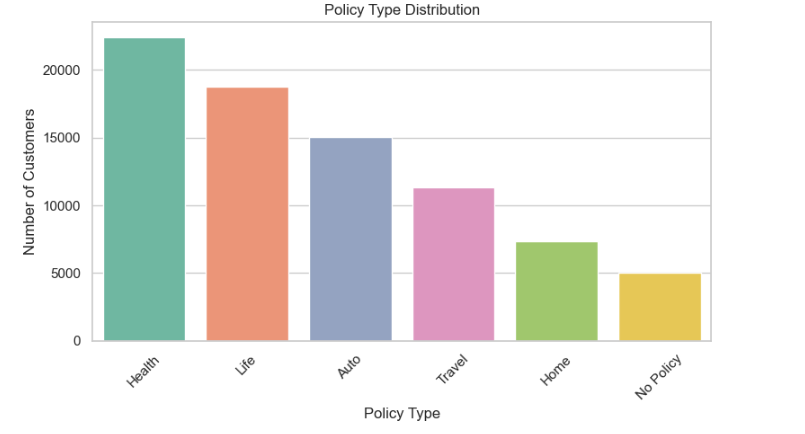 Policy Type Distribution
Number of Customers
20000
15000
10000
5000
0
Health
Life
Auto
Travel
Home
No Policy
Policy Type